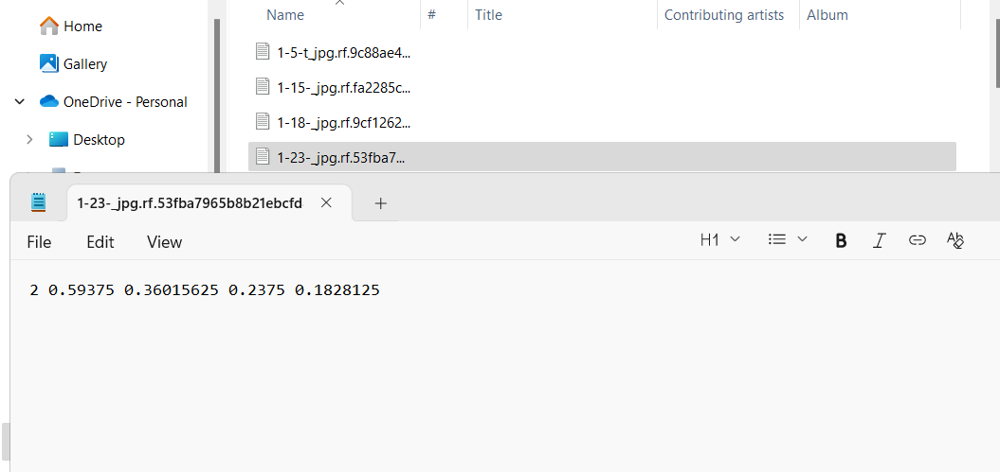 Name # Title Contributing artists Album
Home
1-5-t_jpg.rf.9c88ae4...
Gallery
1-15-_jpg.rf.fa2285c...
OneDrive - Personal
1-18-_jpg.rf.9cf1262...
Desktop
1-23-_jpg.rf.53fba7...
1-23-_jpg.rf.53fba7965b8b21ebcfd
File Edit View H1 B I
2 0.59375 0.36015625 0.2375 0.1828125